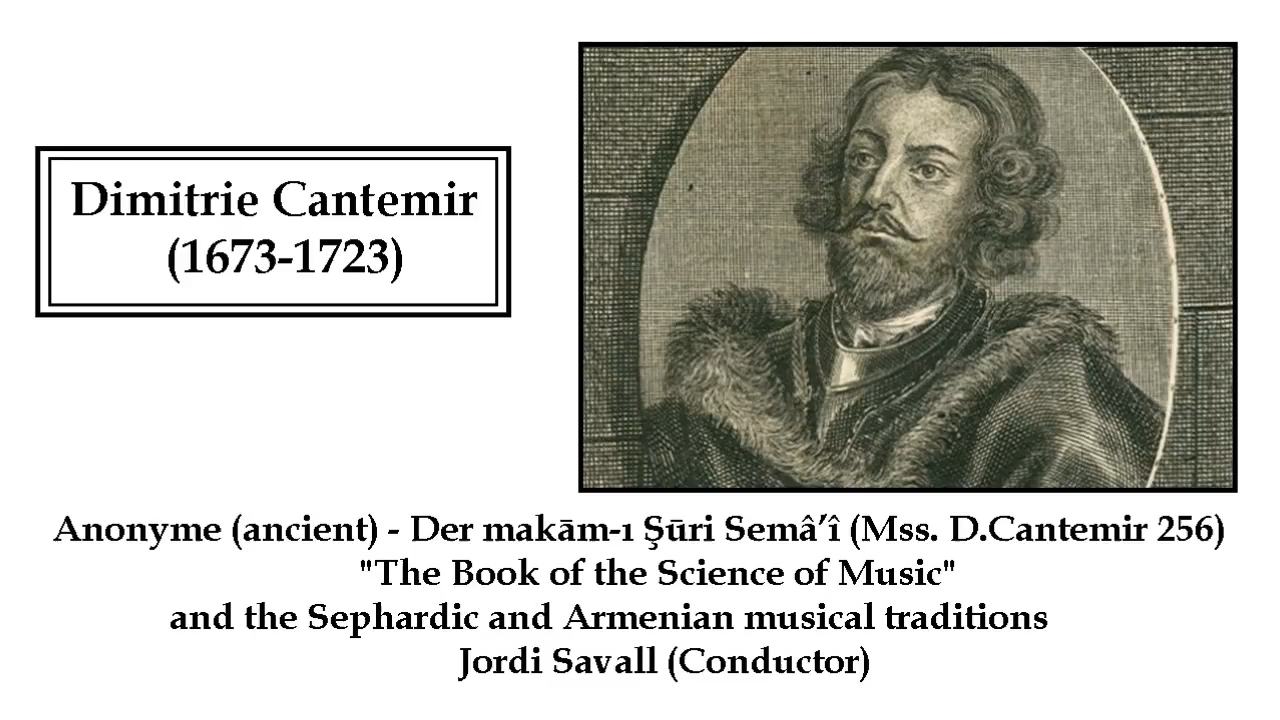 Dimitrie Cantemir
(1673-1723)
Anonyme (ancient) - Der makām-ı Şūri Semâ’î (Mss. D.Cantemir 256)
"The Book of the Science of Music"
and the Sephardic and Armenian musical traditions
Jordi Savall (Conductor)